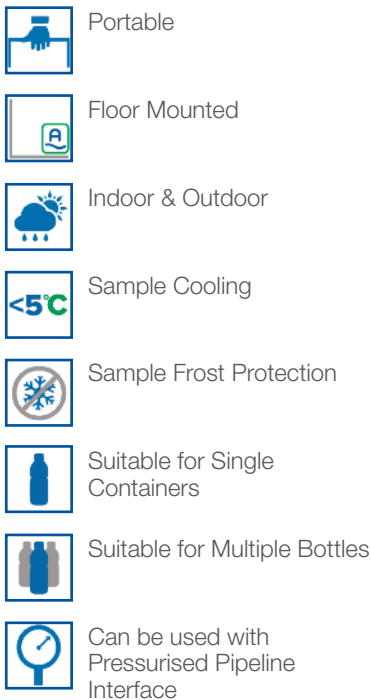 Portable
A
Floor Mounted
Indoor & Outdoor
<5°C
Sample Cooling
Sample Frost Protection
Suitable for Single
Containers
Suitable for Multiple Bottles
Can be used with
Pressurised Pipeline
Interface